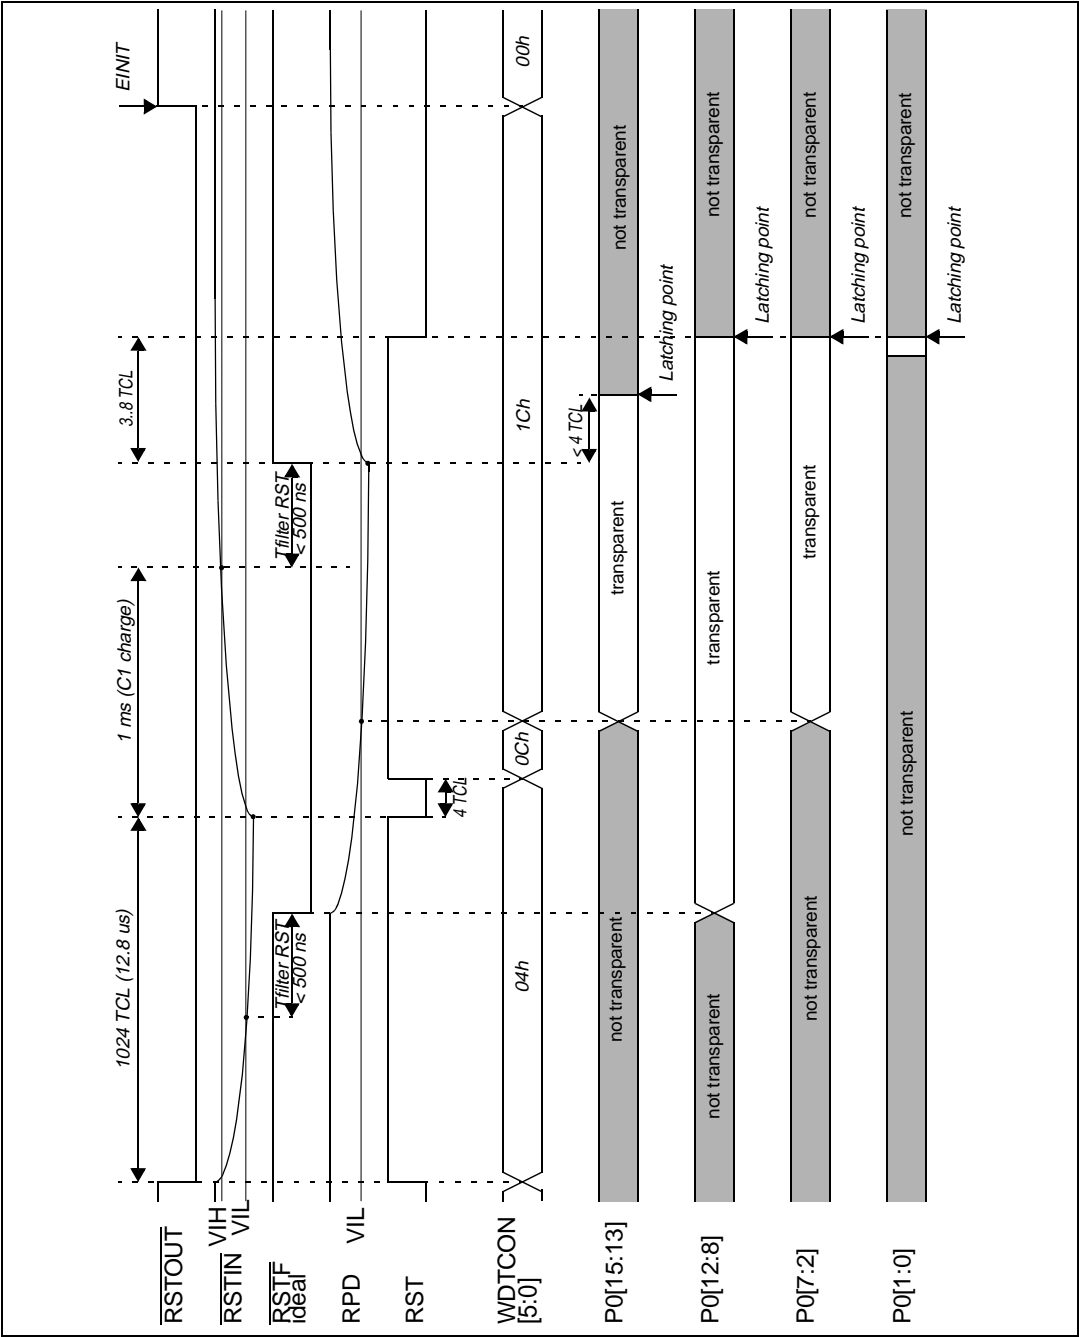 1024 TCL (12.8 us)
1 ms (C1 charge)
3..8 TCL
EINIT
RSTOUT
VIH
VIL
RSTIN
RSTF
ideal
Tfilter RST
< 500 ns
Tfilter RST
< 500 ns
VIL
RPD
RST
4 TCL
WDTCON
[5:0]
04h
0Ch
1Ch
00h
< 4 TCL
P0[15:13]
not transparent
transparent
not transparent
Latching point
P0[12:8]
not transparent
transparent
not transparent
Latching point
P0[7:2]
not transparent
transparent
not transparent
Latching point
P0[1:0]
not transparent
not transparent
Latching point